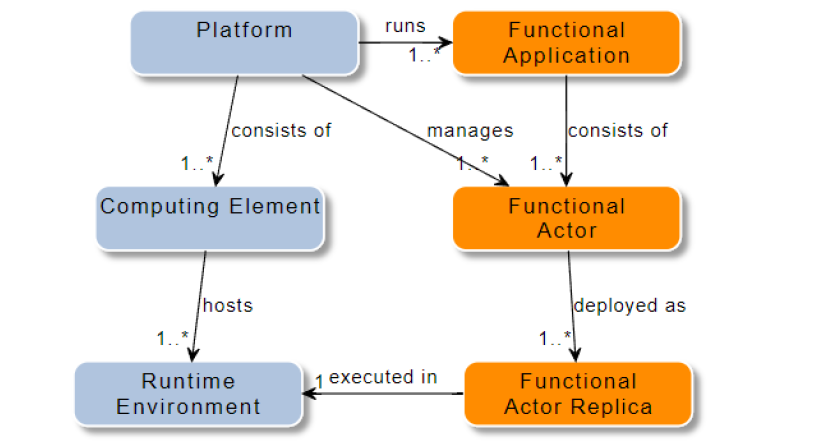 Platform
runs
1..*
Functional
Application
consists of
1..*
manages
1..*
consists of
1..*
Computing Element
Functional
Actor
hosts
1..*
deployed as
1..*
Runtime
Environment
1
executed in
Functional
Actor Replica